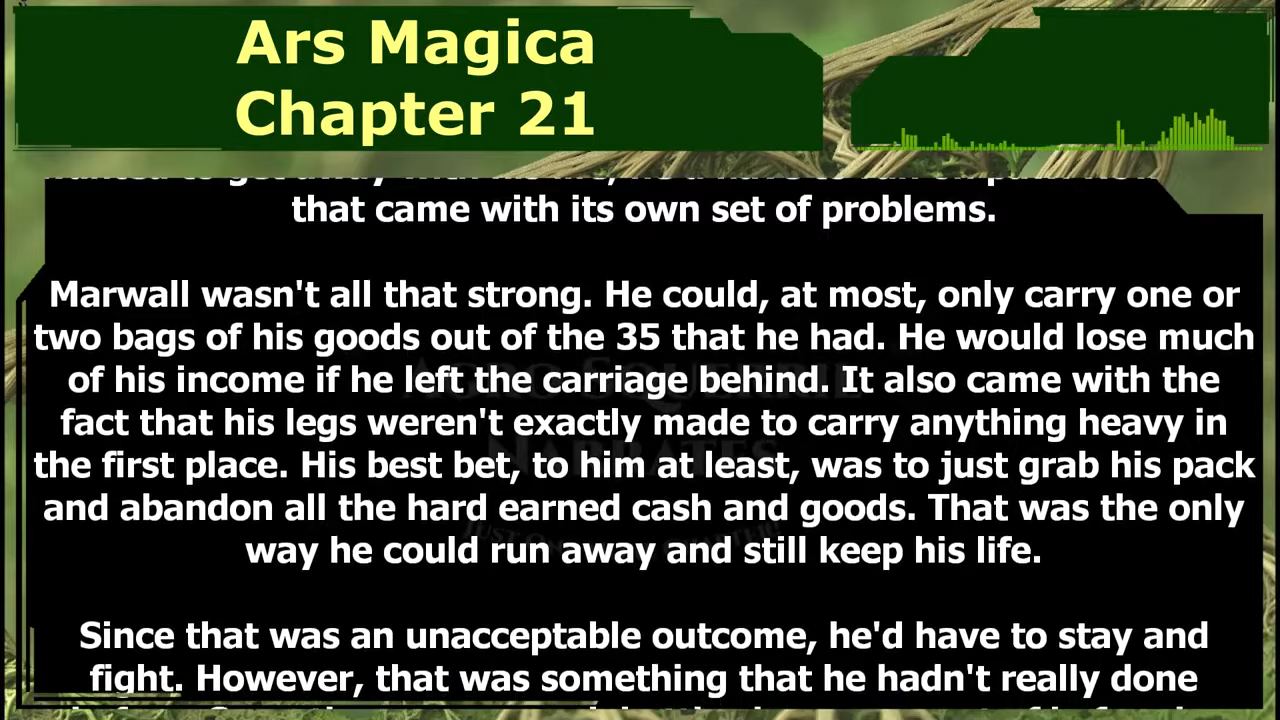 Ars Magica
Chapter 21
that came with its own set of problems.
Marwall wasn't all that strong. He could, at most, only carry one or
two bags of his goods out of the 35 that he had. He would lose much
of his income if he left the carriage behind. It also came with the
fact that his legs weren't exactly made to carry anything heavy in
the first place. His best bet, to him at least, was to just grab his pack
and abandon all the hard earned cash and goods. That was the only
way he could run away and still keep his life.
Since that was an unacceptable outcome, he'd have to stay and
fight. However, that was something that he hadn't really done